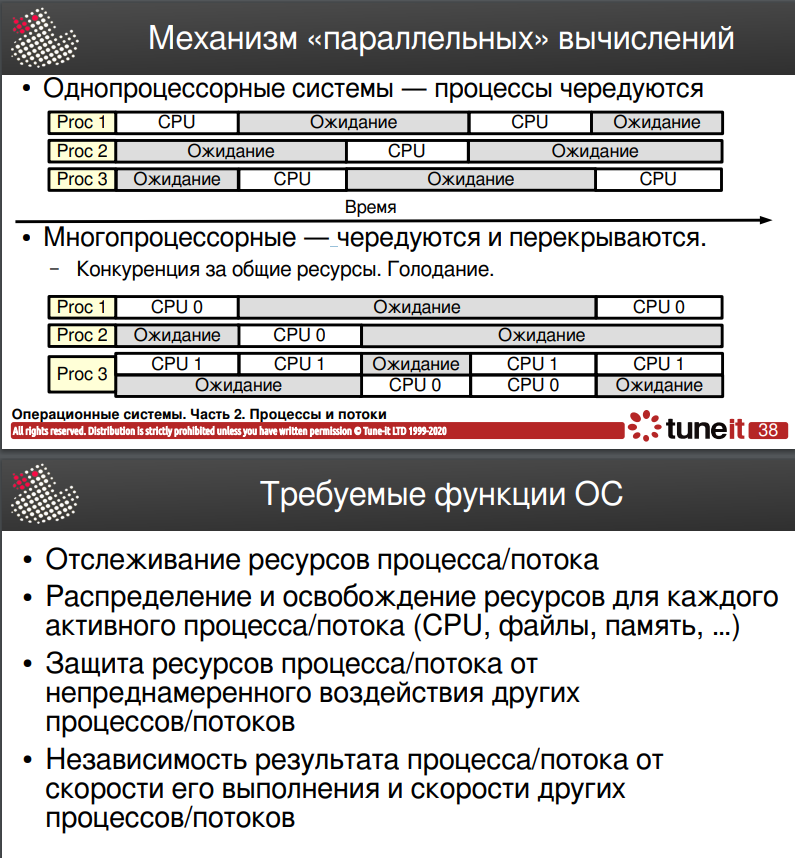 Механизм «параллельных» вычислений
• Однопроцессорные системы — процессы чередуются
Proc 1 CPU Ожидание CPU Ожидание
Proc 2 Ожидание CPU Ожидание
Proc 3 Ожидание CPU Ожидание CPU
Время
• Многопроцессорные — чередуются и перекрываются.
– Конкуренция за общие ресурсы. Голодание.
Proc 1 CPU 0 Ожидание CPU 0
Proc 2 Ожидание CPU 0 Ожидание
Proc 3 CPU 1 CPU 1 Ожидание CPU 1 CPU 1
Ожидание CPU 0 CPU 0 Ожидание
Операционные системы. Часть 2. Процессы и потоки
All rights reserved. Distribution is strictly prohibited unless you have written permission © Tune-it LTD 1999-2020
tuneit 38
Требуемые функции ОС
• Отслеживание ресурсов процесса/потока
• Распределение и освобождение ресурсов для каждого
активного процесса/потока (CPU, файлы, память, ...)
• Защита ресурсов процесса/потока от
непреднамеренного воздействия других
процессов/потоков
• Независимость результата процесса/потока от
скорости его выполнения и скорости других
процессов/потоков